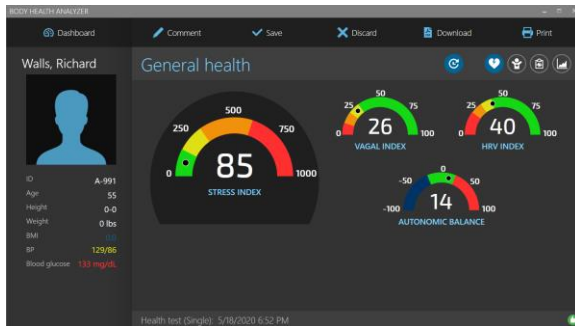 BODY HEALTH ANALYZER
Dashboard Comment Save Discard Download Print
Walls, Richard
General health
ID A-991
Age 55
Height 0-0
Weight 0 lbs
BMI
BP 129/86
Blood glucose 133 mg/dL
0 250 500 750 1000
85
STRESS INDEX
0 25 50 75 100
26
VAGAL INDEX
0 25 50 75 100
40
HRV INDEX
-100 -50 0 50 100
14
AUTONOMIC BALANCE
Health test (Single): 5/18/2020 6:52 PM